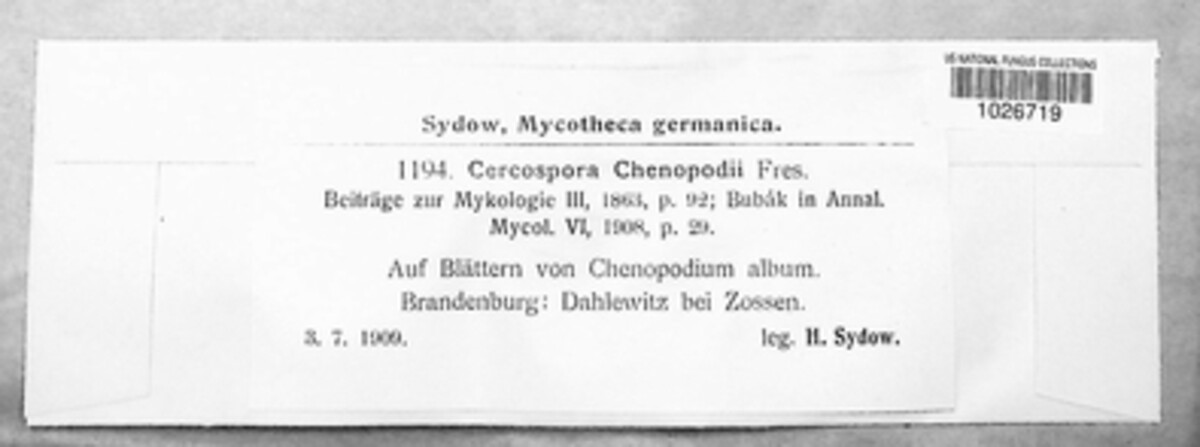 US NATIONAL FUNGUS COLLECTIONS
1026719
Sydow, Mycotheca germanica.
1194. Cercospora Chenopodii Fres.
Beiträge zur Mykologie III, 1863, p. 92; Bubák in Annal.
Mycol. VI, 1908, p. 29.
Auf Blättern von Chenopodium album.
Brandenburg: Dahlewitz bei Zossen.
3. 7. 1909. leg. H. Sydow.